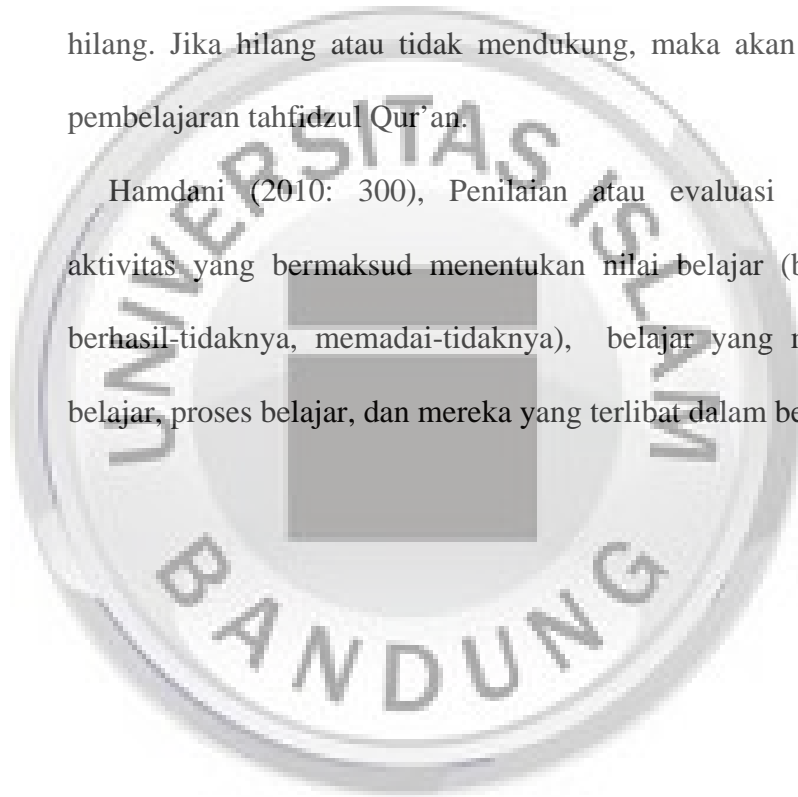 hilang. Jika hilang atau tidak mendukung, maka akan
pembelajaran tahfidzul Qur'an.
Hamdani (2010: 300), Penilaian atau evaluasi
aktivitas yang bermaksud menentukan nilai belajar (b
berhasil-tidaknya, memadai-tidaknya), belajar yang
belajar, proses belajar, dan mereka yang terlibat dalam be
UNIVERSITAS ISLAM
BANDUNG